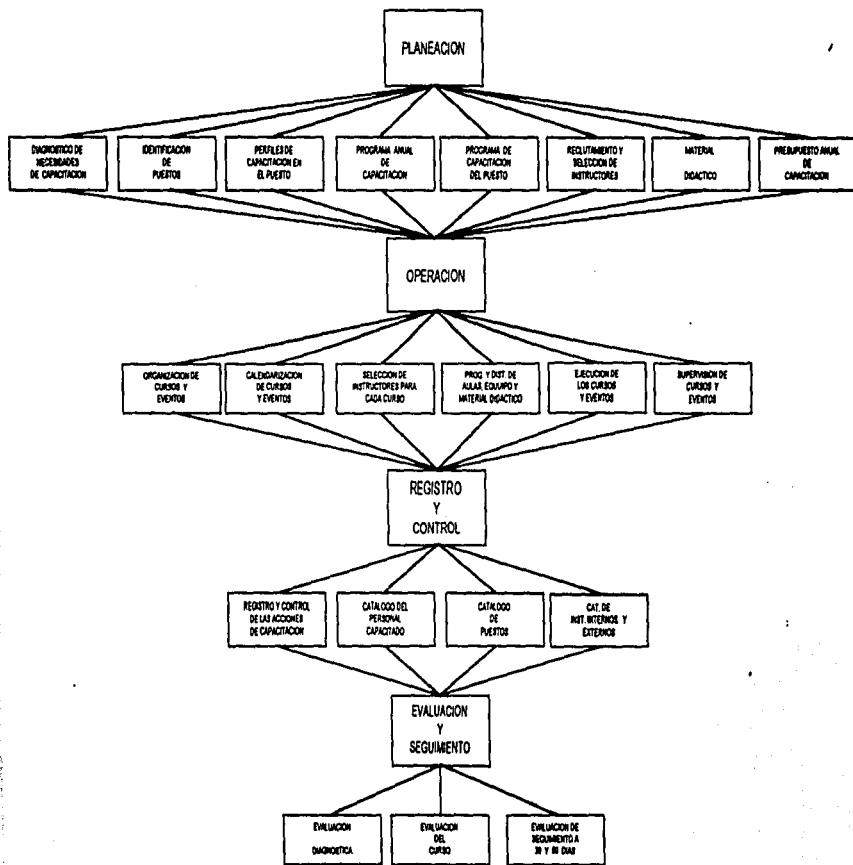 PLANEACION
DIAGNOSTICO DE
NECESIDADES
DE CAPACITACION
IDENTIFICACION
DE
PUESTOS
PERFILES DE
CAPACITACION EN
EL PUESTO
PROGRAMA ANUAL
DE
CAPACITACION
PROGRAMA DE
CAPACITACION
DEL PUESTO
RECLUTAMIENTO Y
SELECCION DE
INSTRUCTORES
MATERIAL
DIDACTICO
PRESUPUESTO ANUAL
DE
CAPACITACION
OPERACION
ORGANIZACION DE
CURSOS Y
EVENTOS
CALENDARIZACION
DE CURSOS
Y EVENTOS
SELECCION DE
INSTRUCTORES PARA
CADA CURSO
PROG. Y DIST. DE
AULAS, EQUUIPO Y
MATERIAL DIDACTICO
EJECUCION DE
LOS CURSOS
Y EVENTOS
SUPERVISION DE
CURSOS Y
EVENTOS
REGISTRO
Y
CONTROL
REGISTRO Y CONTROL
DE LAS ACCIONES
DE CAPACITACION
CATALOGO DEL
PERSONAL
CAPACITADO
CATALOGO
DE
PUESTOS
CAT. DE
INST. INTERNOS Y
EXTERNOS
EVALUACION
Y
SEGUIMIENTO
EVALUACION
DIAGNOSTICA
EVALUACION
DEL
CURSO
EVALUACION DE
SEGUIMIENTO A
Y DIAS